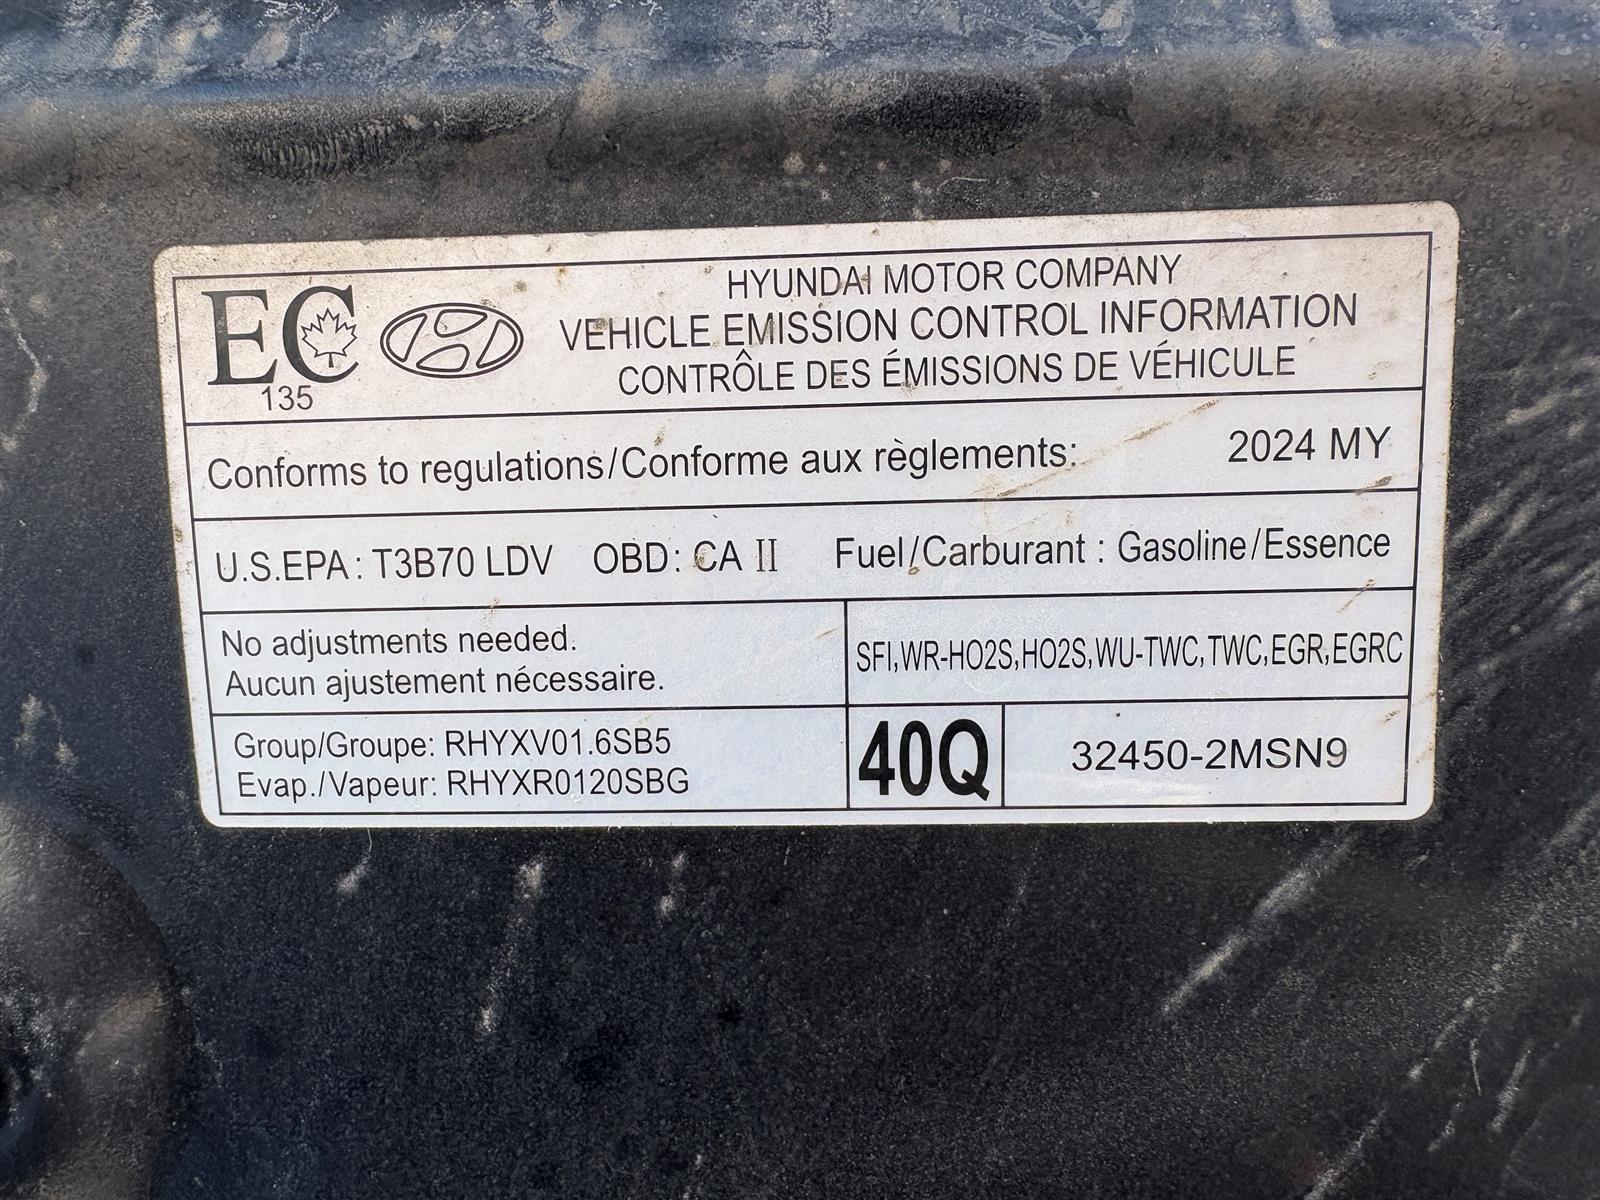 EC
135
HYUNDAI MOTOR COMPANY
VEHICLE EMISSION CONTROL INFORMATION
CONTRÔLE DES ÉMISSIONS DE VÉHICULE
Conforms to regulations/Conforme aux règlements: 2024 MY
U.S.EPA: T3B70 LDV OBD: CA II Fuel/Carburant : Gasoline/Essence
No adjustments needed.
Aucun ajustement nécessaire.
SFI,WR-HO2S,HO2S,WU-TWC,TWC,EGR,EGRC
Group/Groupe: RHYXV01.6SB5
Evap./Vapeur: RHYXR0120SBG
40Q
32450-2MSN9